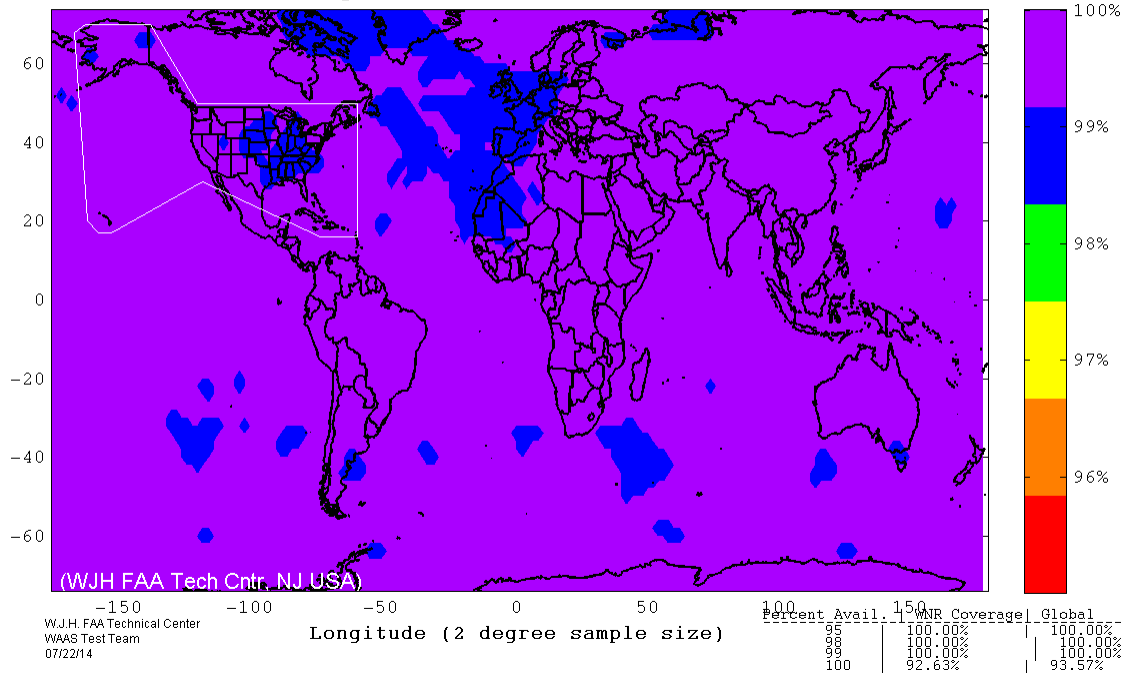 100%
60
99%
40
20
98%
0
97%
-20
-40
96%
-60
(WJH FAA Tech Cntr, NJ USA)
-150 -100 -50 0 50 100 150
W.J.H. FAA Technical Center
WAAS Test Team
07/22/14
Longitude (2 degree sample size)
Percent Avail. | WNR Coverage| Global
95 | 100.00% | 100.00%
98 | 100.00% | 100.00%
99 | 100.00% | 100.00%
100 | 92.63% | 93.57%